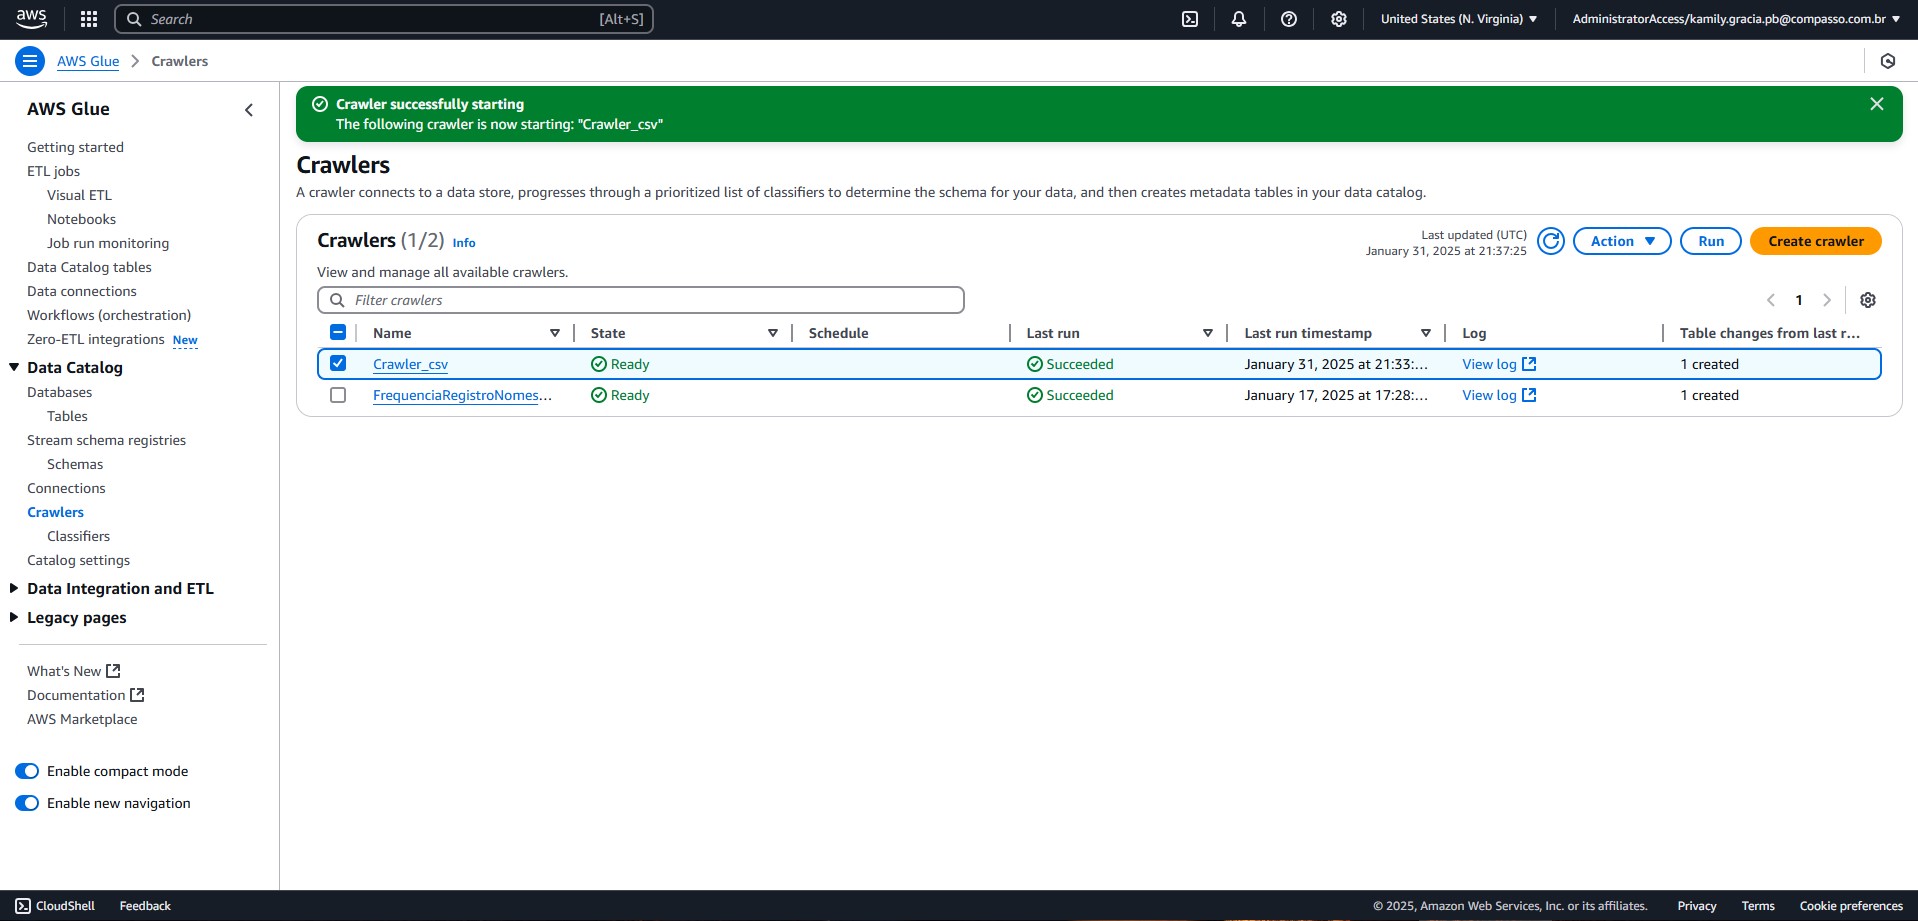 aws
Search
[Alt+S]
United States (N. Virginia)
AdministratorAccess/kamily.gracia.pb@compasso.com.br
AWS Glue
Crawlers
AWS Glue
Getting started
ETL jobs
Visual ETL
Notebooks
Job run monitoring
Data Catalog tables
Data connections
Workflows (orchestration)
Zero-ETL integrations New
Data Catalog
Databases
Tables
Stream schema registries
Schemas
Connections
Crawlers
Classifiers
Catalog settings
Data Integration and ETL
Legacy pages
What's New
Documentation
AWS Marketplace
Enable compact mode
Enable new navigation
Crawler successfully starting
The following crawler is now starting: "Crawler_csv"
Crawlers
A crawler connects to a data store, progresses through a prioritized list of classifiers to determine the schema for your data, and then creates metadata tables in your data catalog.
Crawlers (1/2) Info
View and manage all available crawlers.
Last updated (UTC)
January 31, 2025 at 21:37:25
Action
Run
Create crawler
Filter crawlers
1
Name State Schedule Last run Last run timestamp Log Table changes from last r...
Crawler_csv Ready Succeeded January 31, 2025 at 21:33:... View log 1 created
FrequenciaRegistroNomes... Ready Succeeded January 17, 2025 at 17:28:... View log 1 created
CloudShell
Feedback
© 2025, Amazon Web Services, Inc. or its affiliates.
Privacy
Terms
Cookie preferences